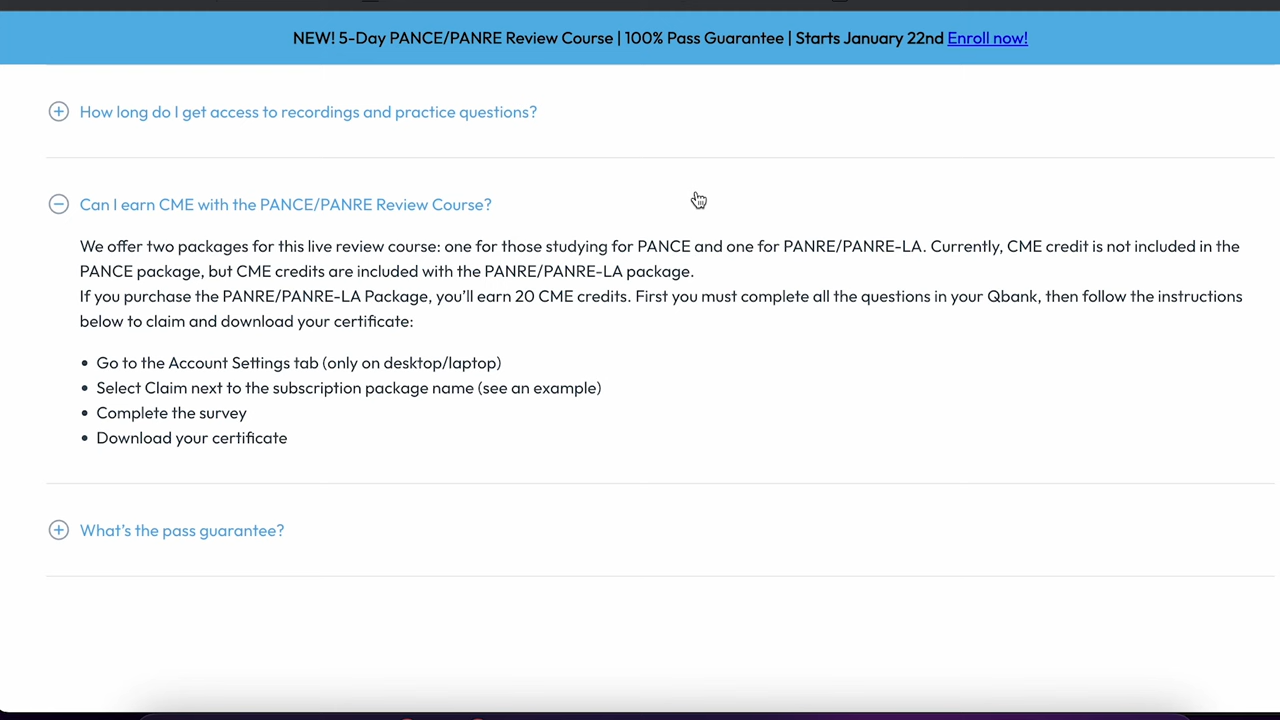 NEW! 5-Day PANCE/PANRE Review Course | 100% Pass Guarantee | Starts January 22nd Enroll now!
How long do I get access to recordings and practice questions?
Can I earn CME with the PANCE/PANRE Review Course?
We offer two packages for this live review course: one for those studying for PANCE and one for PANRE/PANRE-LA. Currently, CME credit is not included in the
PANCE package, but CME credits are included with the PANRE/PANRE-LA package.
If you purchase the PANRE/PANRE-LA Package, you’ll earn 20 CME credits. First you must complete all the questions in your Qbank, then follow the instructions
below to claim and download your certificate:
• Go to the Account Settings tab (only on desktop/laptop)
• Select Claim next to the subscription package name (see an example)
• Complete the survey
• Download your certificate
What’s the pass guarantee?